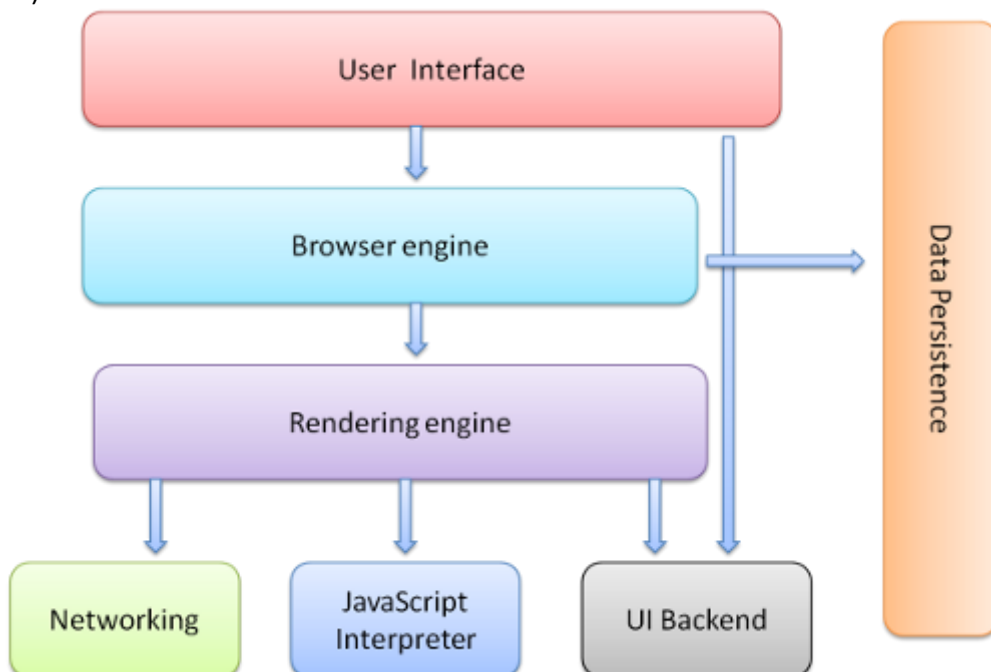 User Interface
Browser engine
Data Persistence
Rendering engine
Networking
JavaScript
Interpreter
UI Backend